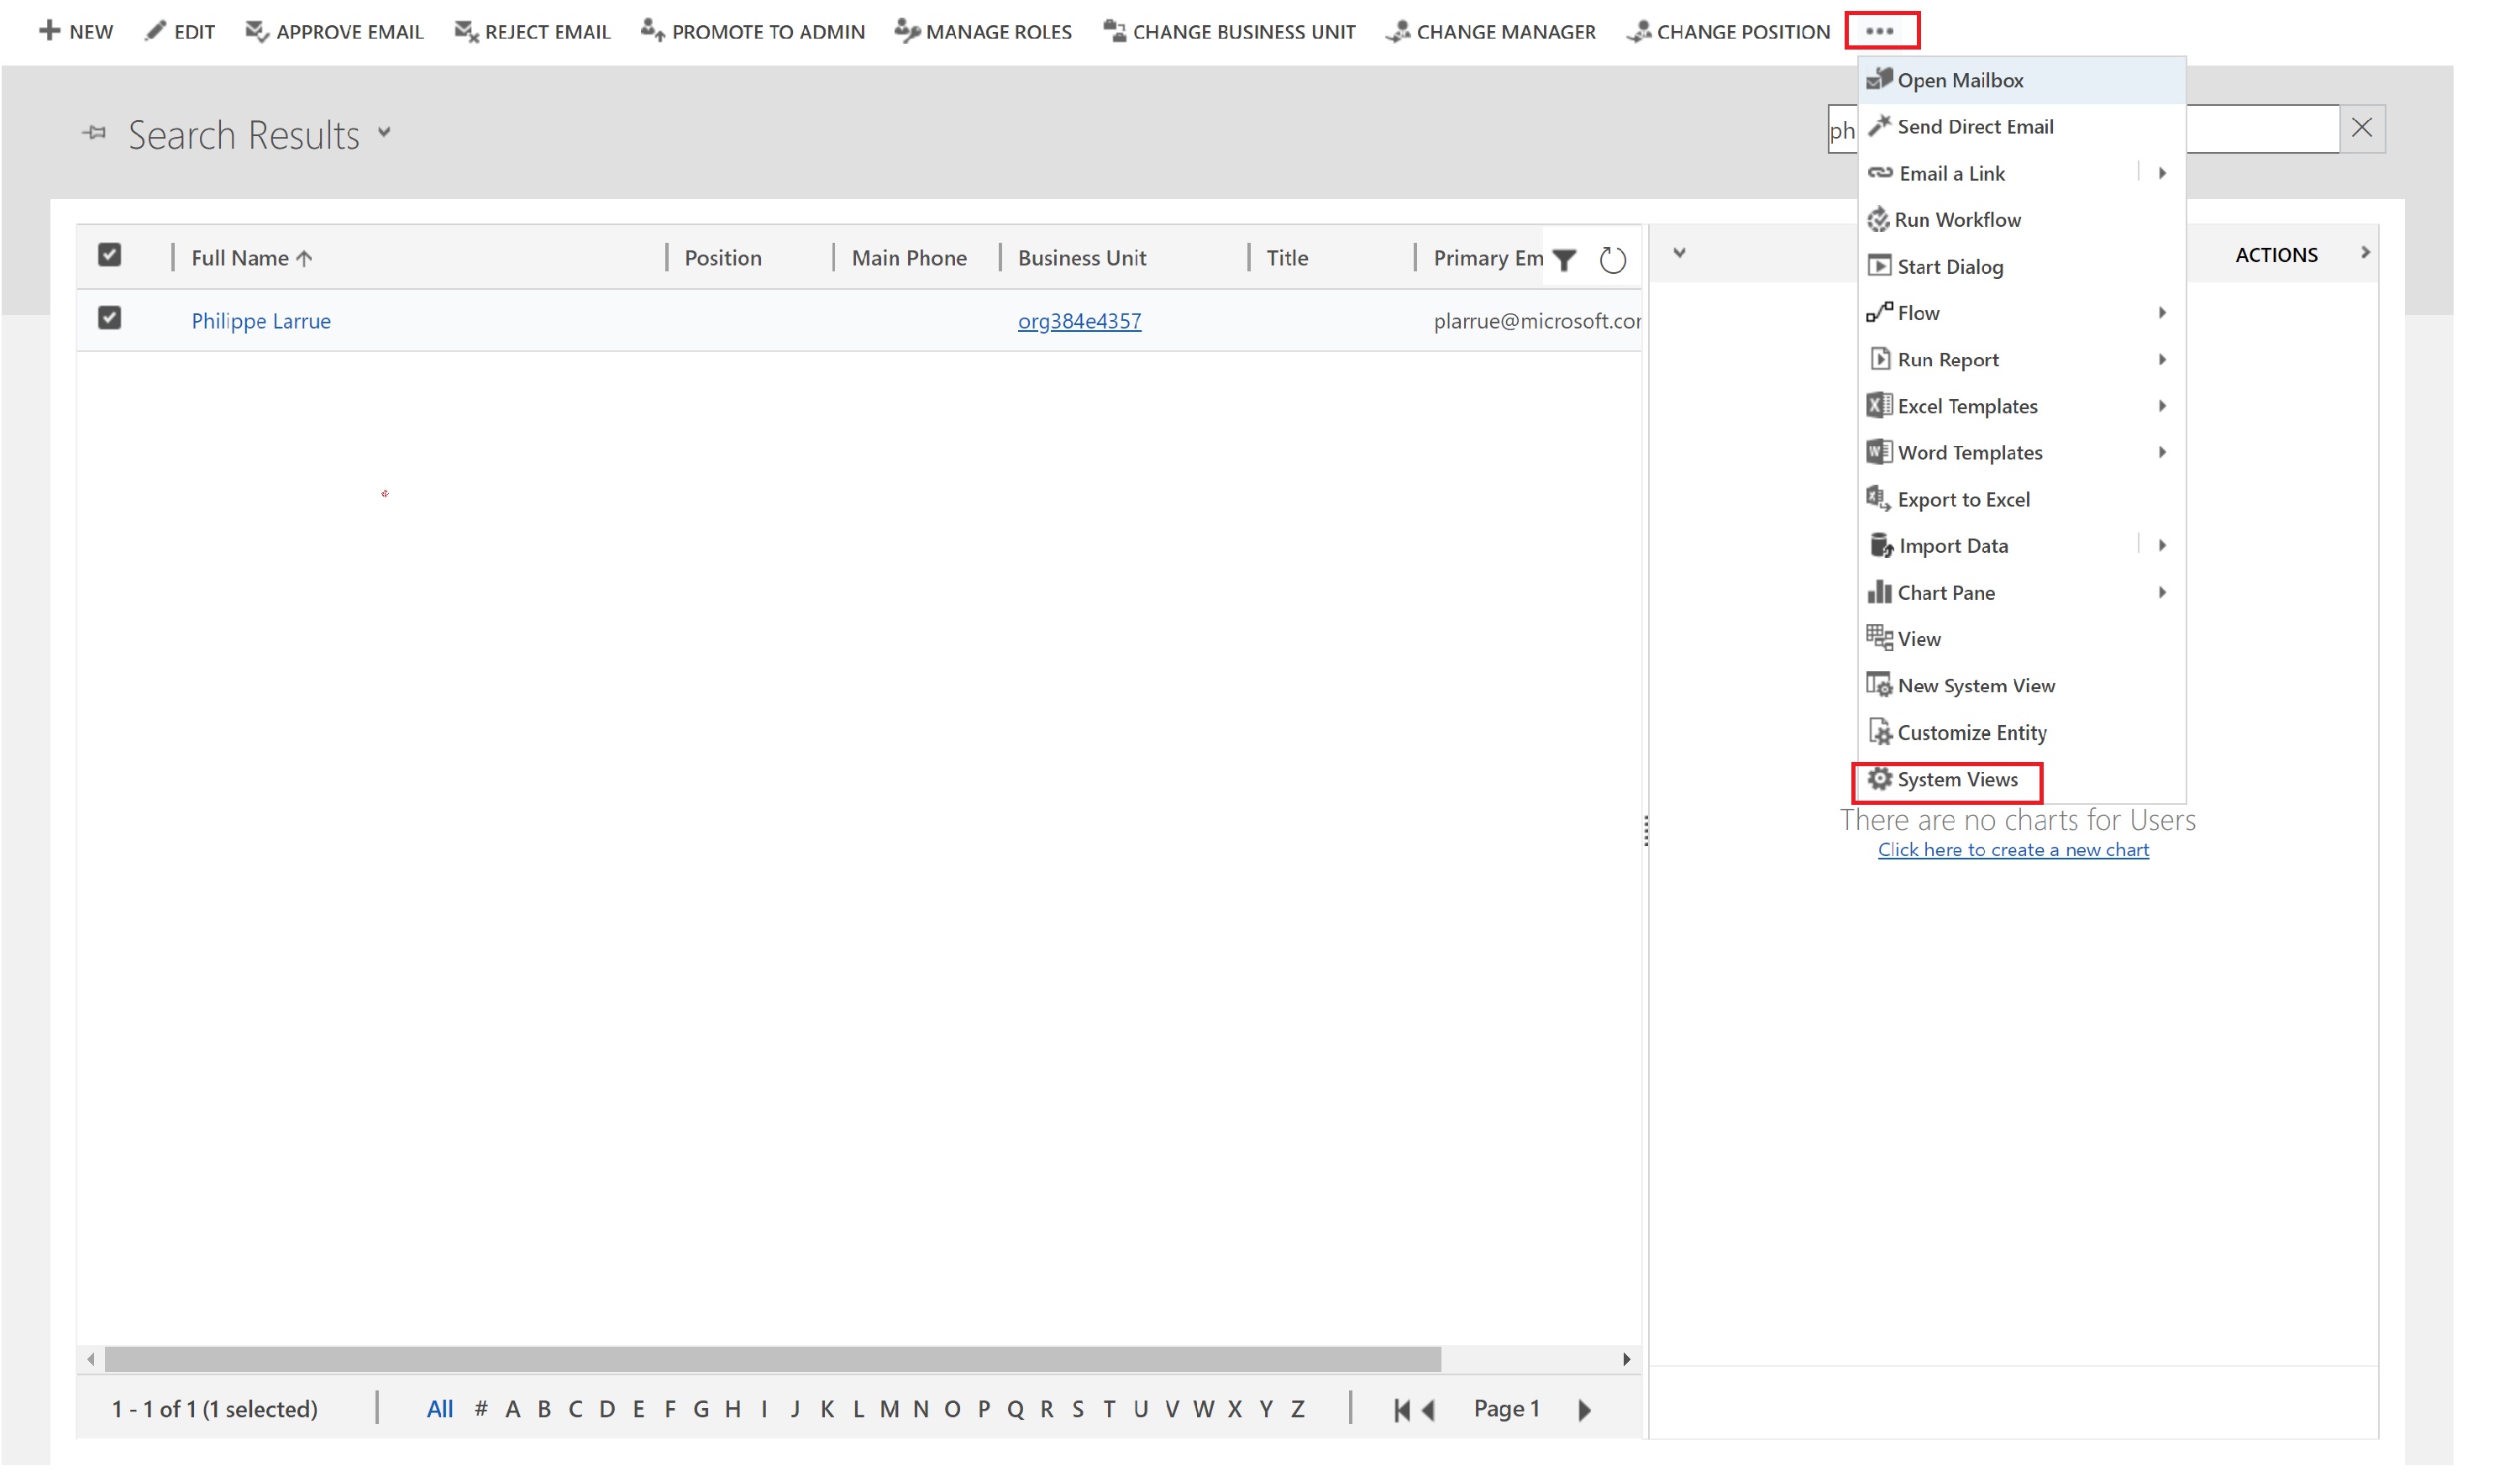 NEW EDIT APPROVE EMAIL REJECT EMAIL PROMOTE TO ADMIN MANAGE ROLES CHANGE BUSINESS UNIT CHANGE MANAGER CHANGE POSITION
Search Results
ph
Open Mailbox
Send Direct Email
Email a Link
Run Workflow
Start Dialog
Flow
Run Report
Excel Templates
Word Templates
Export to Excel
Import Data
Chart Pane
View
New System View
Customize Entity
System Views
Full Name Position Main Phone Business Unit Title Primary Em
ACTIONS
Philippe Larrue org384e4357 plarrue@microsoft.cor
There are no charts for Users
Click here to create a new chart
1 - 1 of 1 (1 selected) All # A B C D E F G H I J K L M N O P Q R S T U V W X Y Z Page 1